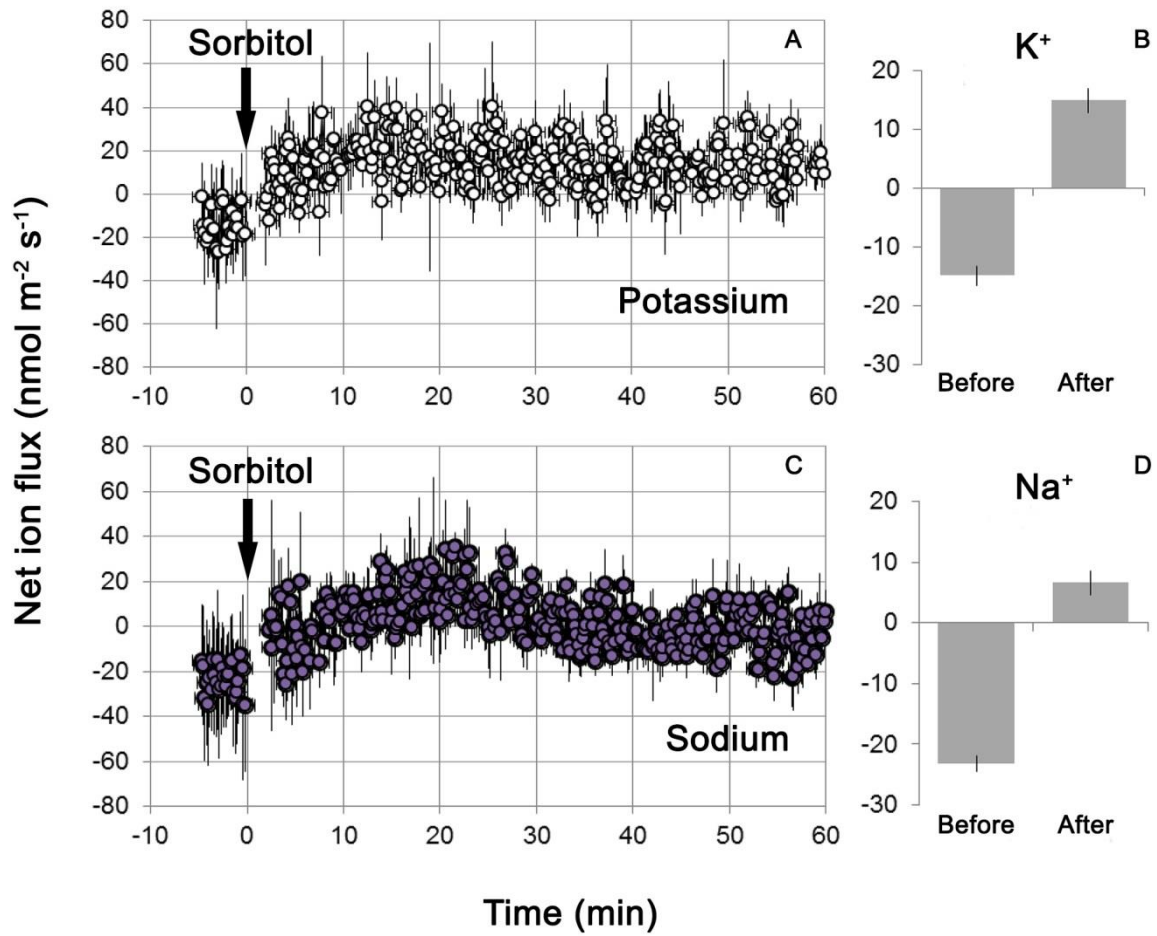 Net ion flux (nmol m⁻² s⁻¹)
80
60
40
20
0
-20
-40
-60
-80
Sorbitol
A
Potassium
-10 0 10 20 30 40 50 60
K⁺
B
20
10
0
-10
-20
-30
Before After
80
60
40
20
0
-20
-40
-60
-80
Sorbitol
C
Sodium
-10 0 10 20 30 40 50 60
Na⁺
D
20
10
0
-10
-20
-30
Before After
Time (min)